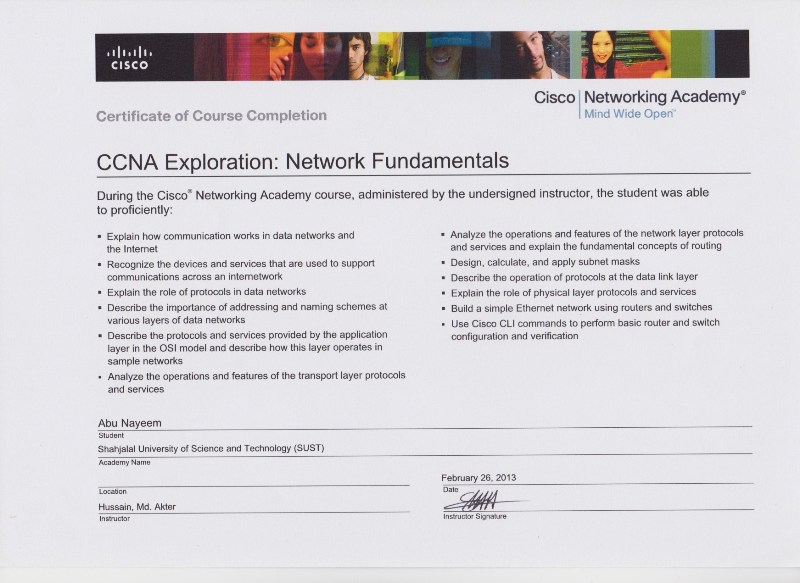 CISCO
Cisco Networking Academy®
Mind Wide Open™
Certificate of Course Completion
CCNA Exploration: Network Fundamentals
During the Cisco® Networking Academy course, administered by the undersigned instructor, the student was able
to proficiently:
▪ Explain how communication works in data networks and
the Internet
▪ Recognize the devices and services that are used to support
communications across an internetwork
▪ Explain the role of protocols in data networks
▪ Describe the importance of addressing and naming schemes at
various layers of data networks
▪ Describe the protocols and services provided by the application
layer in the OSI model and describe how this layer operates in
sample networks
▪ Analyze the operations and features of the transport layer protocols
and services
▪ Analyze the operations and features of the network layer protocols
and services and explain the fundamental concepts of routing
▪ Design, calculate, and apply subnet masks
▪ Describe the operation of protocols at the data link layer
▪ Explain the role of physical layer protocols and services
▪ Build a simple Ethernet network using routers and switches
▪ Use Cisco CLI commands to perform basic router and switch
configuration and verification
Abu Nayeem
Student
Shahjalal University of Science and Technology (SUST)
Academy Name
Location
February 26, 2013
Date
Hussain, Md. Akter
Instructor
Instructor Signature